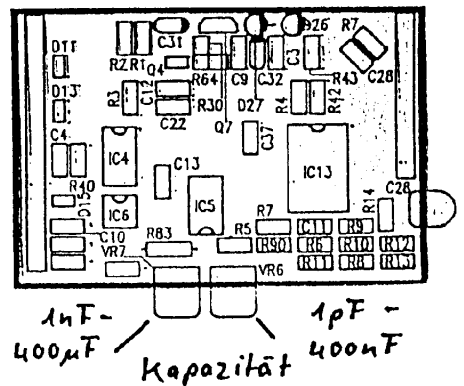 D11
R2
R1
C31
Q4
R64
C9
D27
C32
C3
D26
R7
R43
C28
D13
R3
C12
R30
C22
Q7
R4
R42
C4
IC4
C37
R40
C13
IC13
D15
IC6
IC5
R14
C28
C10
R83
R7
C11
R9
VR7
R5
R90
R6
R10
R12
VR6
R11
R8
R13
1nF-
400µF
1pF -
400nF
Kapazität